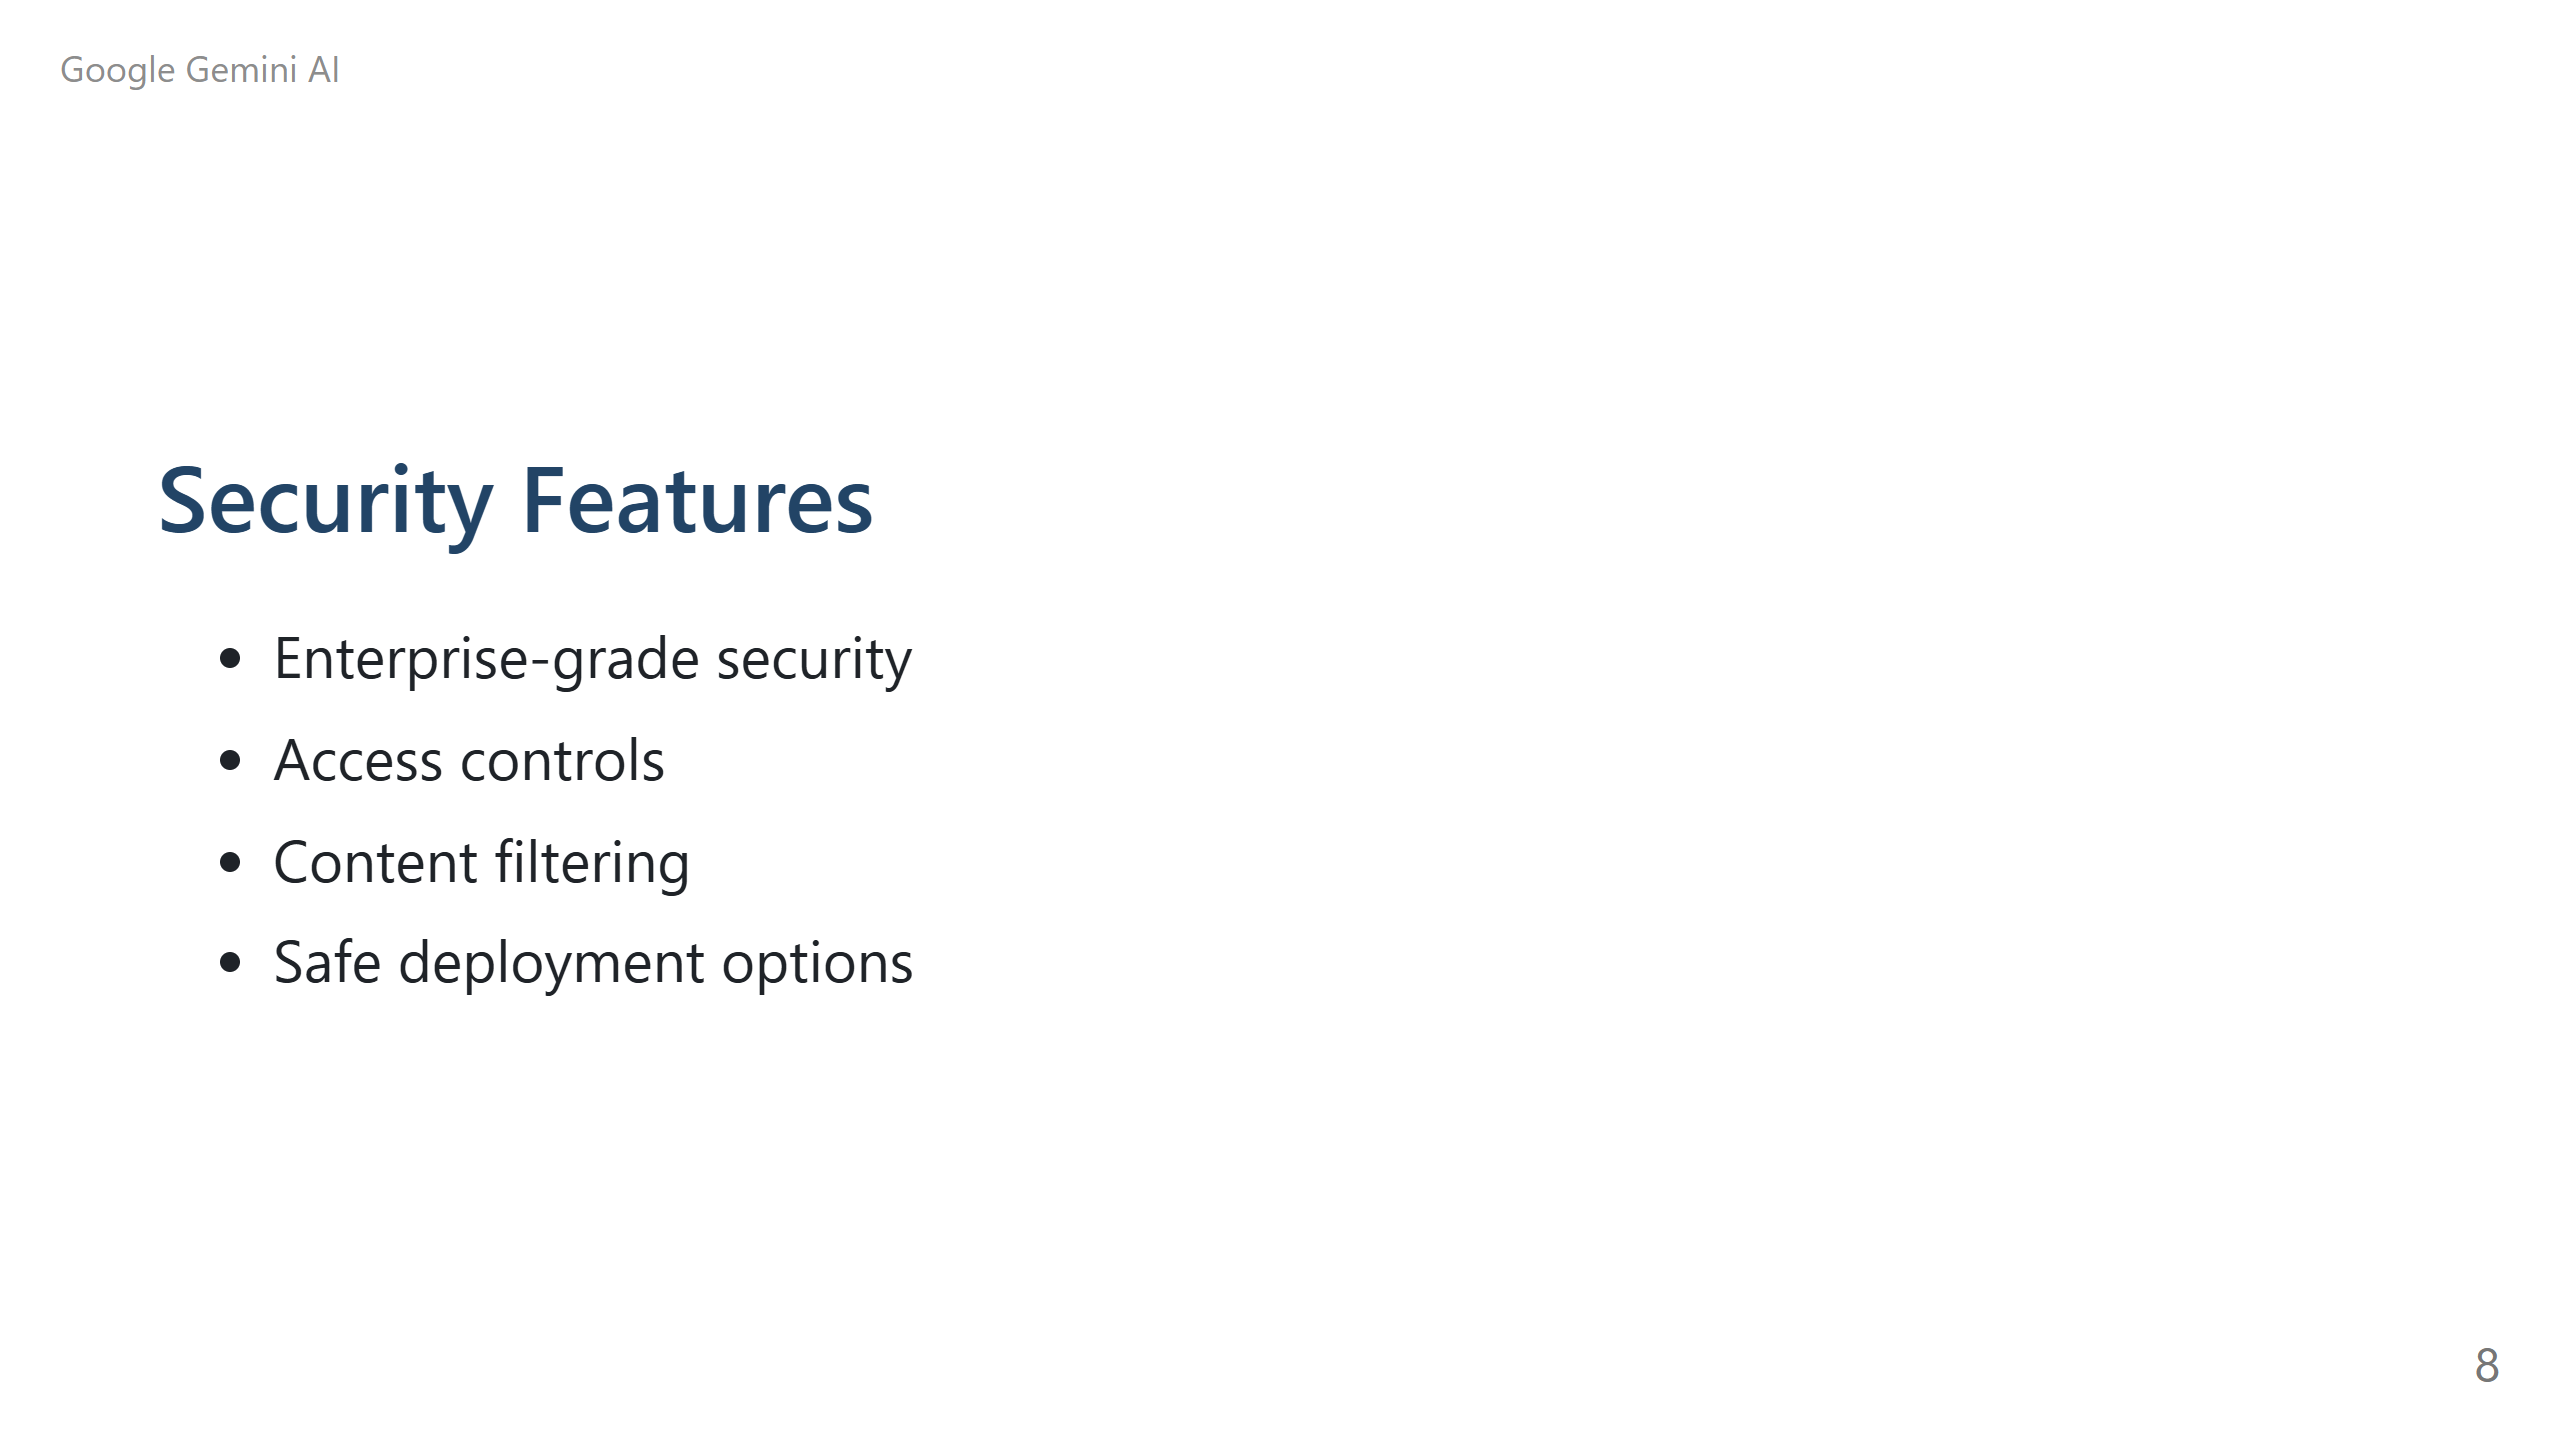 Google Gemini AI
Security Features
• Enterprise-grade security
• Access controls
• Content filtering
• Safe deployment options
8